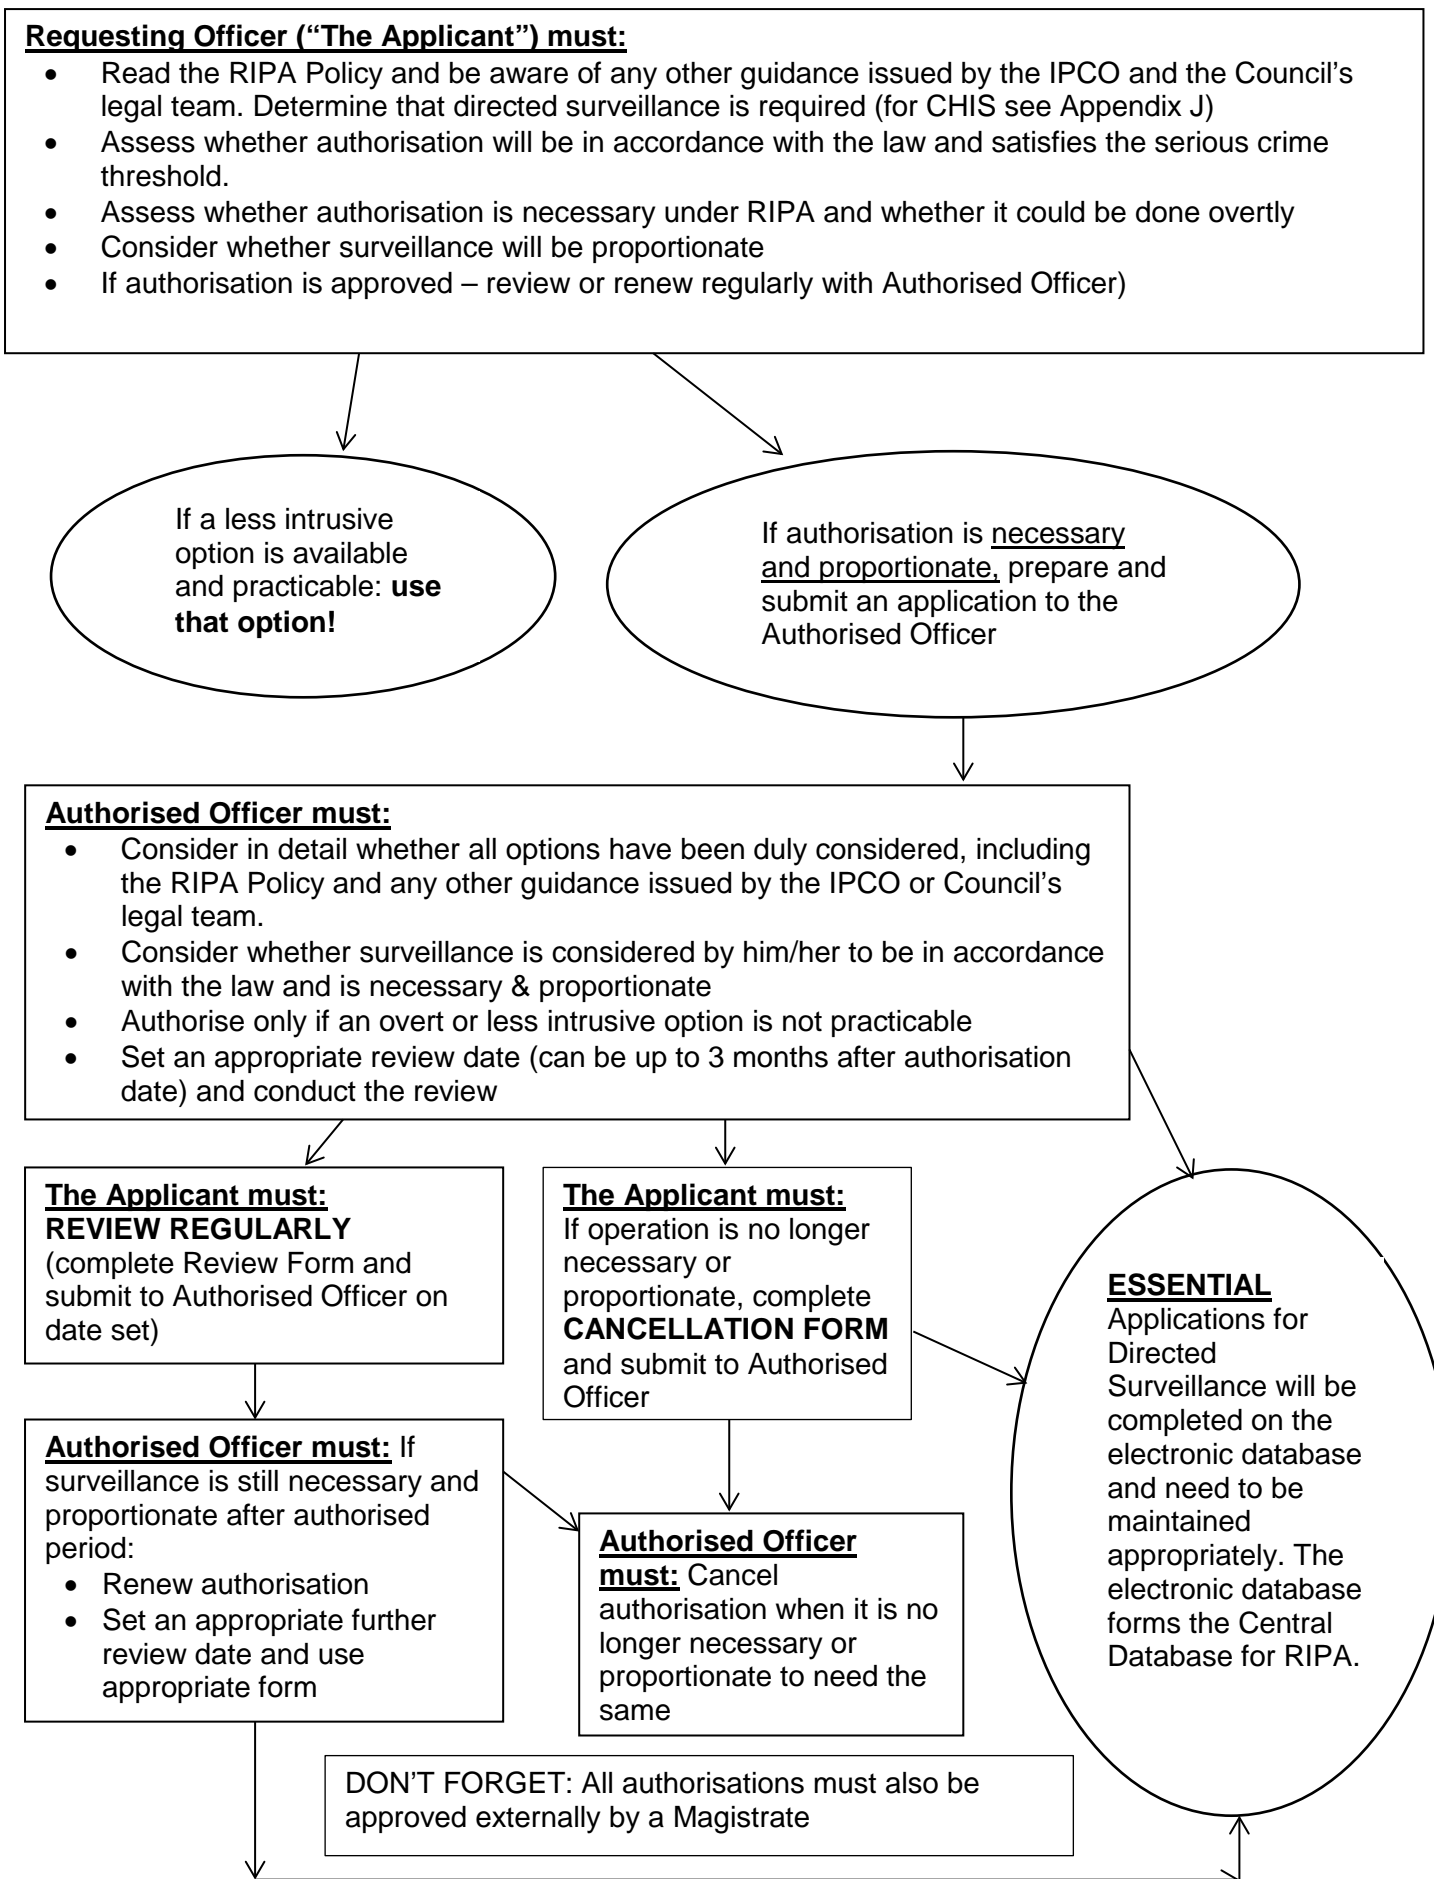 Requesting Officer (“The Applicant”) must:
• Read the RIPA Policy and be aware of any other guidance issued by the IPCO and the Council’s
legal team. Determine that directed surveillance is required (for CHIS see Appendix J)
• Assess whether authorisation will be in accordance with the law and satisfies the serious crime
threshold.
• Assess whether authorisation is necessary under RIPA and whether it could be done overtly
• Consider whether surveillance will be proportionate
• If authorisation is approved – review or renew regularly with Authorised Officer)
If a less intrusive
option is available
and practicable: use
that option!
If authorisation is necessary
and proportionate, prepare and
submit an application to the
Authorised Officer
Authorised Officer must:
• Consider in detail whether all options have been duly considered, including
the RIPA Policy and any other guidance issued by the IPCO or Council’s
legal team.
• Consider whether surveillance is considered by him/her to be in accordance
with the law and is necessary & proportionate
• Authorise only if an overt or less intrusive option is not practicable
• Set an appropriate review date (can be up to 3 months after authorisation
date) and conduct the review
The Applicant must:
REVIEW REGULARLY
(complete Review Form and
submit to Authorised Officer on
date set)
The Applicant must:
If operation is no longer
necessary or
proportionate, complete
CANCELLATION FORM
and submit to Authorised
Officer
ESSENTIAL
Applications for
Directed
Surveillance will be
completed on the
electronic database
and need to be
maintained
appropriately. The
electronic database
forms the Central
Database for RIPA.
Authorised Officer must: If
surveillance is still necessary and
proportionate after authorised
period:
• Renew authorisation
• Set an appropriate further
review date and use
appropriate form
Authorised Officer
must: Cancel
authorisation when it is no
longer necessary or
proportionate to need the
same
DON’T FORGET: All authorisations must also be
approved externally by a Magistrate